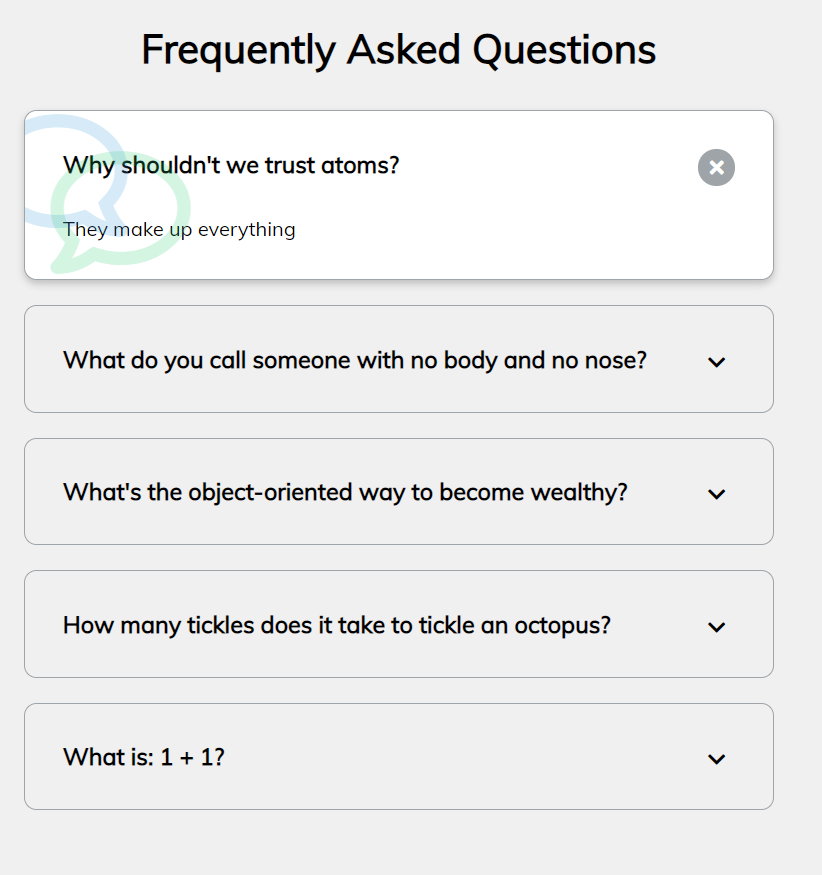 Frequently Asked Questions
Why shouldn't we trust atoms?
They make up everything
What do you call someone with no body and no nose?
What's the object-oriented way to become wealthy?
How many tickles does it take to tickle an octopus?
What is: 1 + 1?